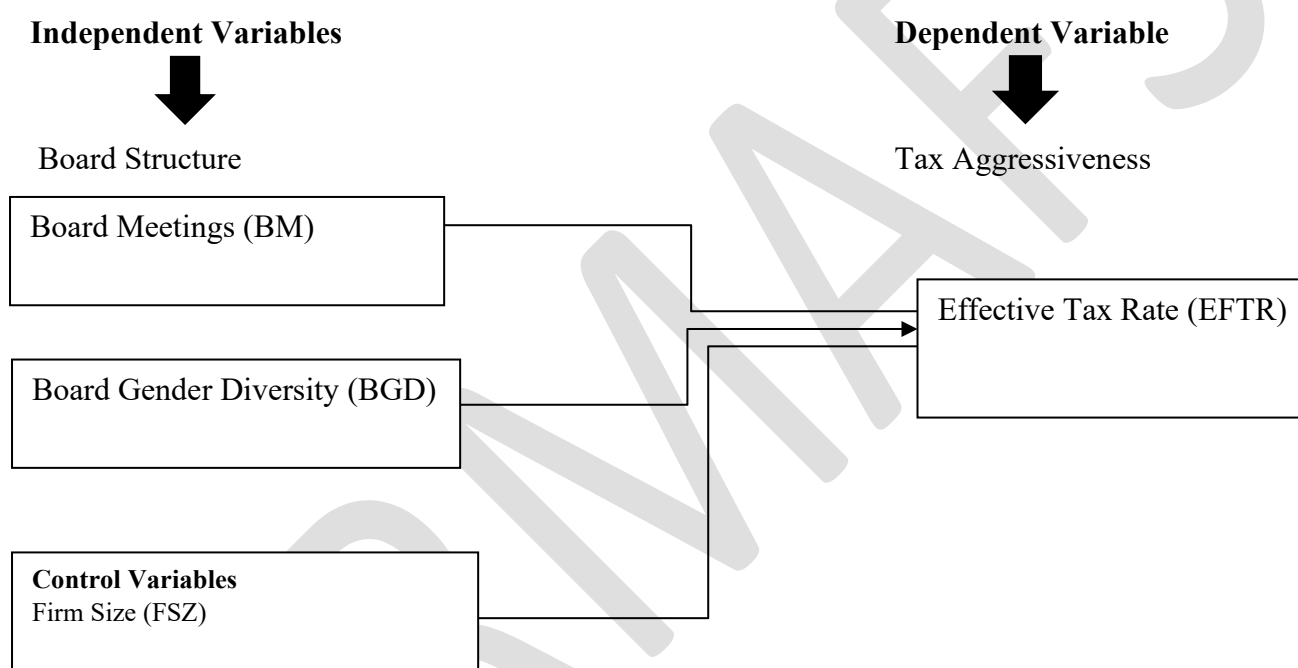 Independent Variables
Dependent Variable
Board Structure
Tax Aggressiveness
Board Meetings (BM)
Effective Tax Rate (EFTR)
Board Gender Diversity (BGD)
Control Variables
Firm Size (FSZ)